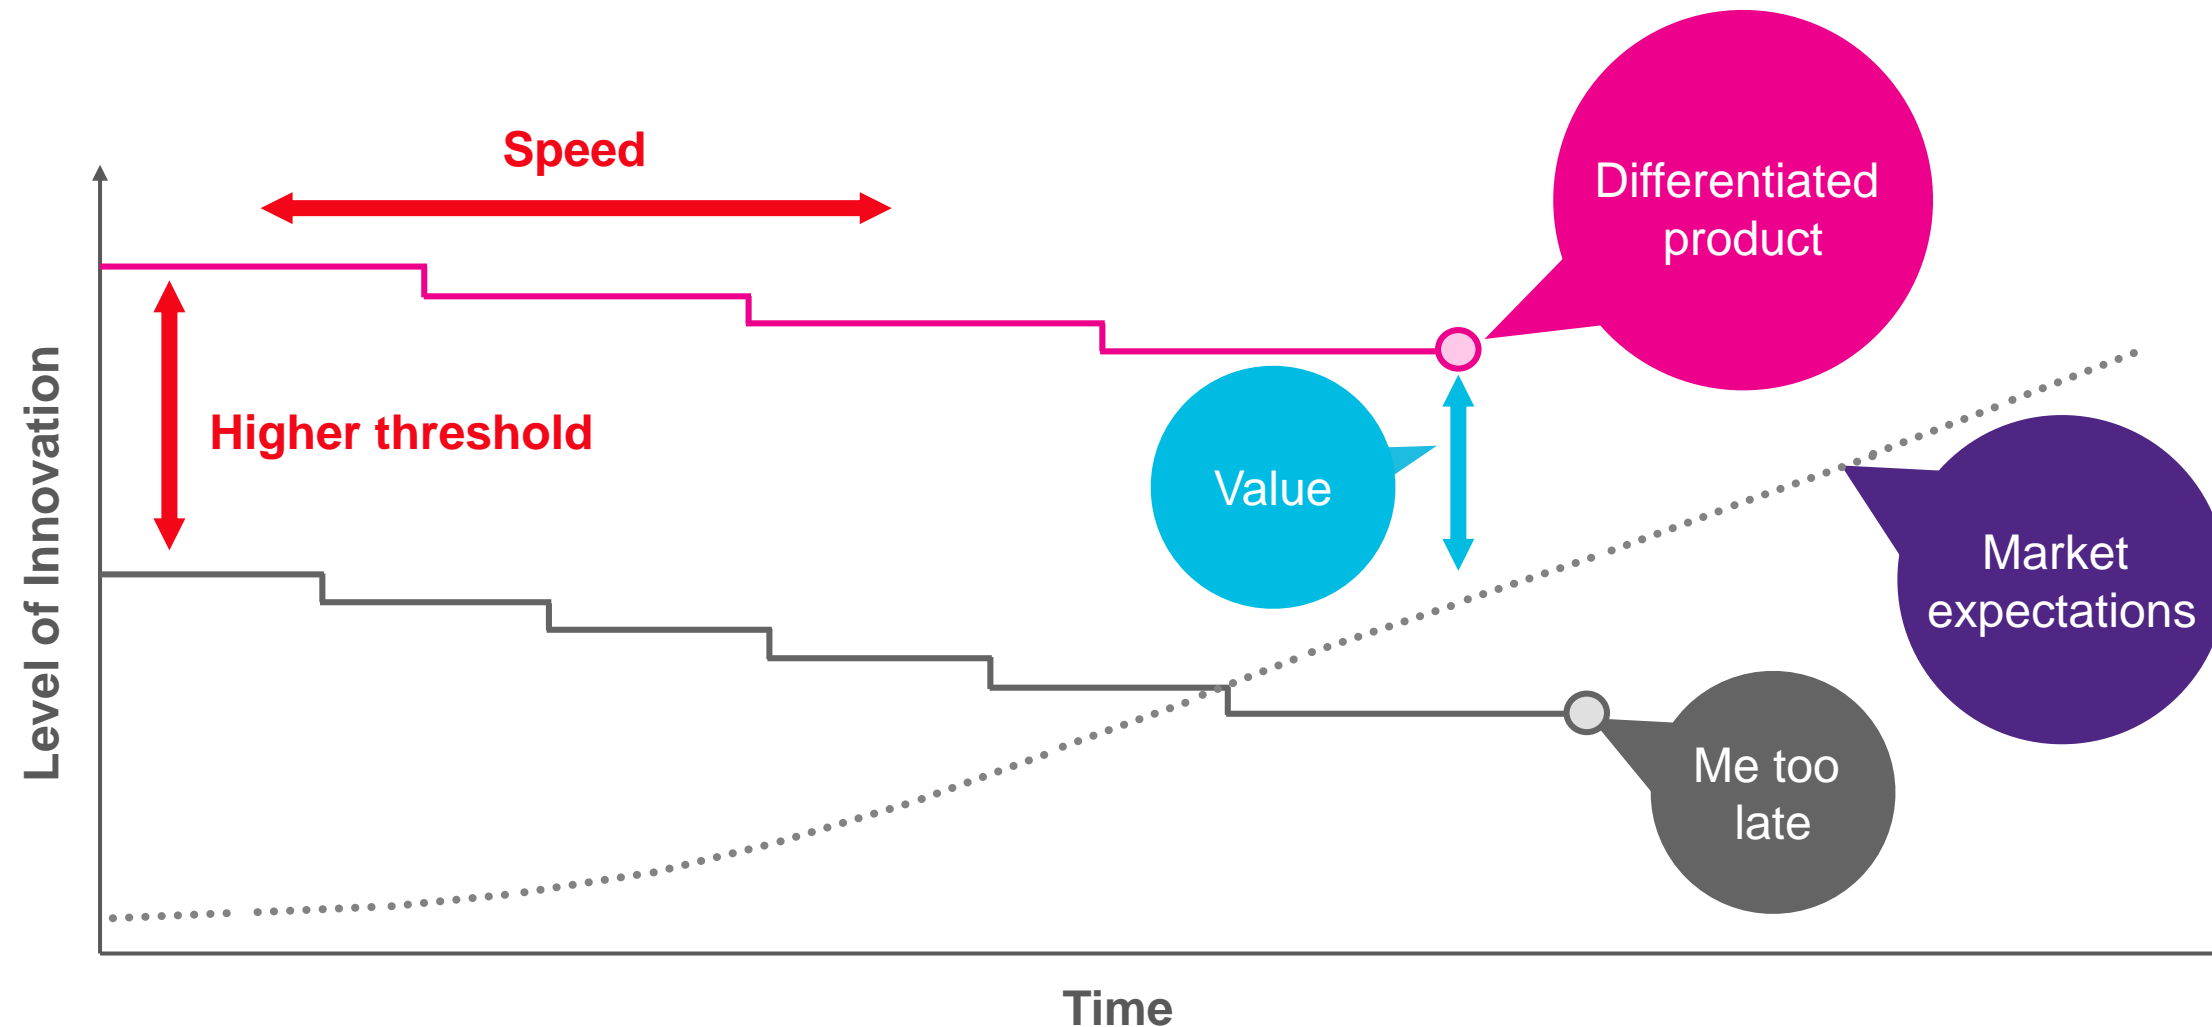 Speed
Differentiated
product
Level of Innovation
Higher threshold
Value
Market
expectations
Me too
late
Time